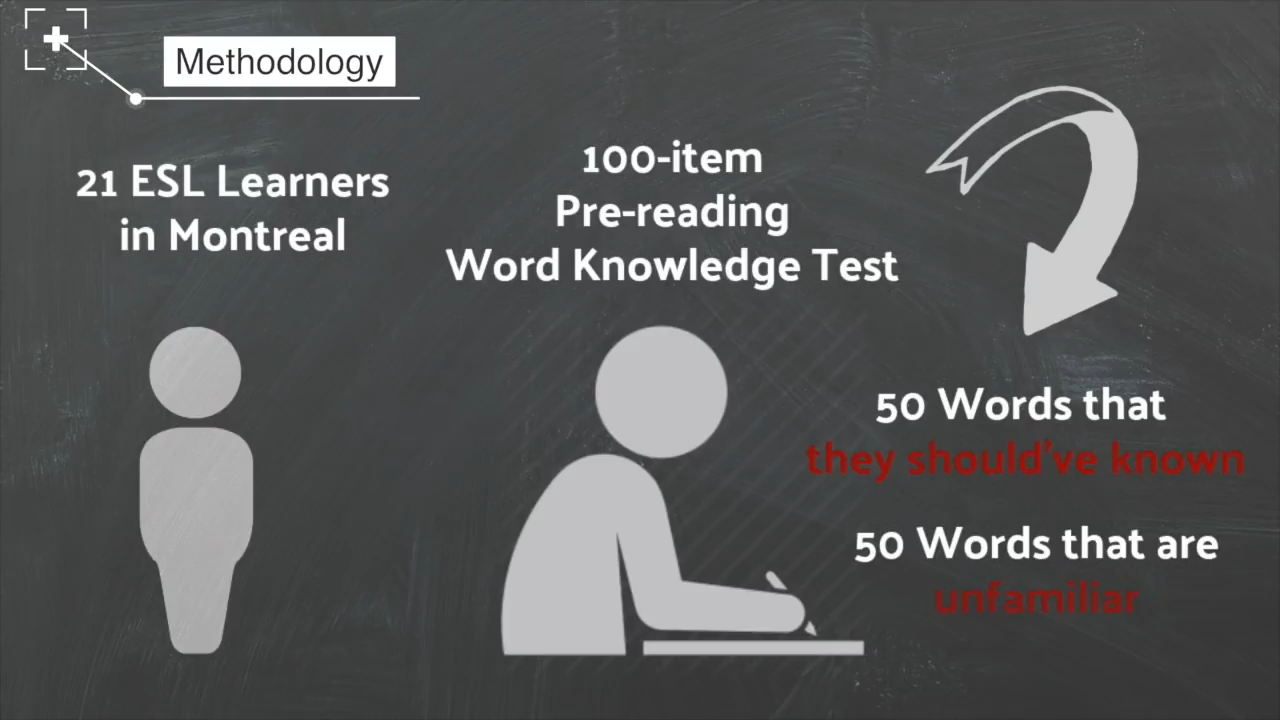 Methodology
21 ESL Learners
in Montreal
100-item
Pre-reading
Word Knowledge Test
50 Words that
they should've known
50 Words that are
unfamiliar